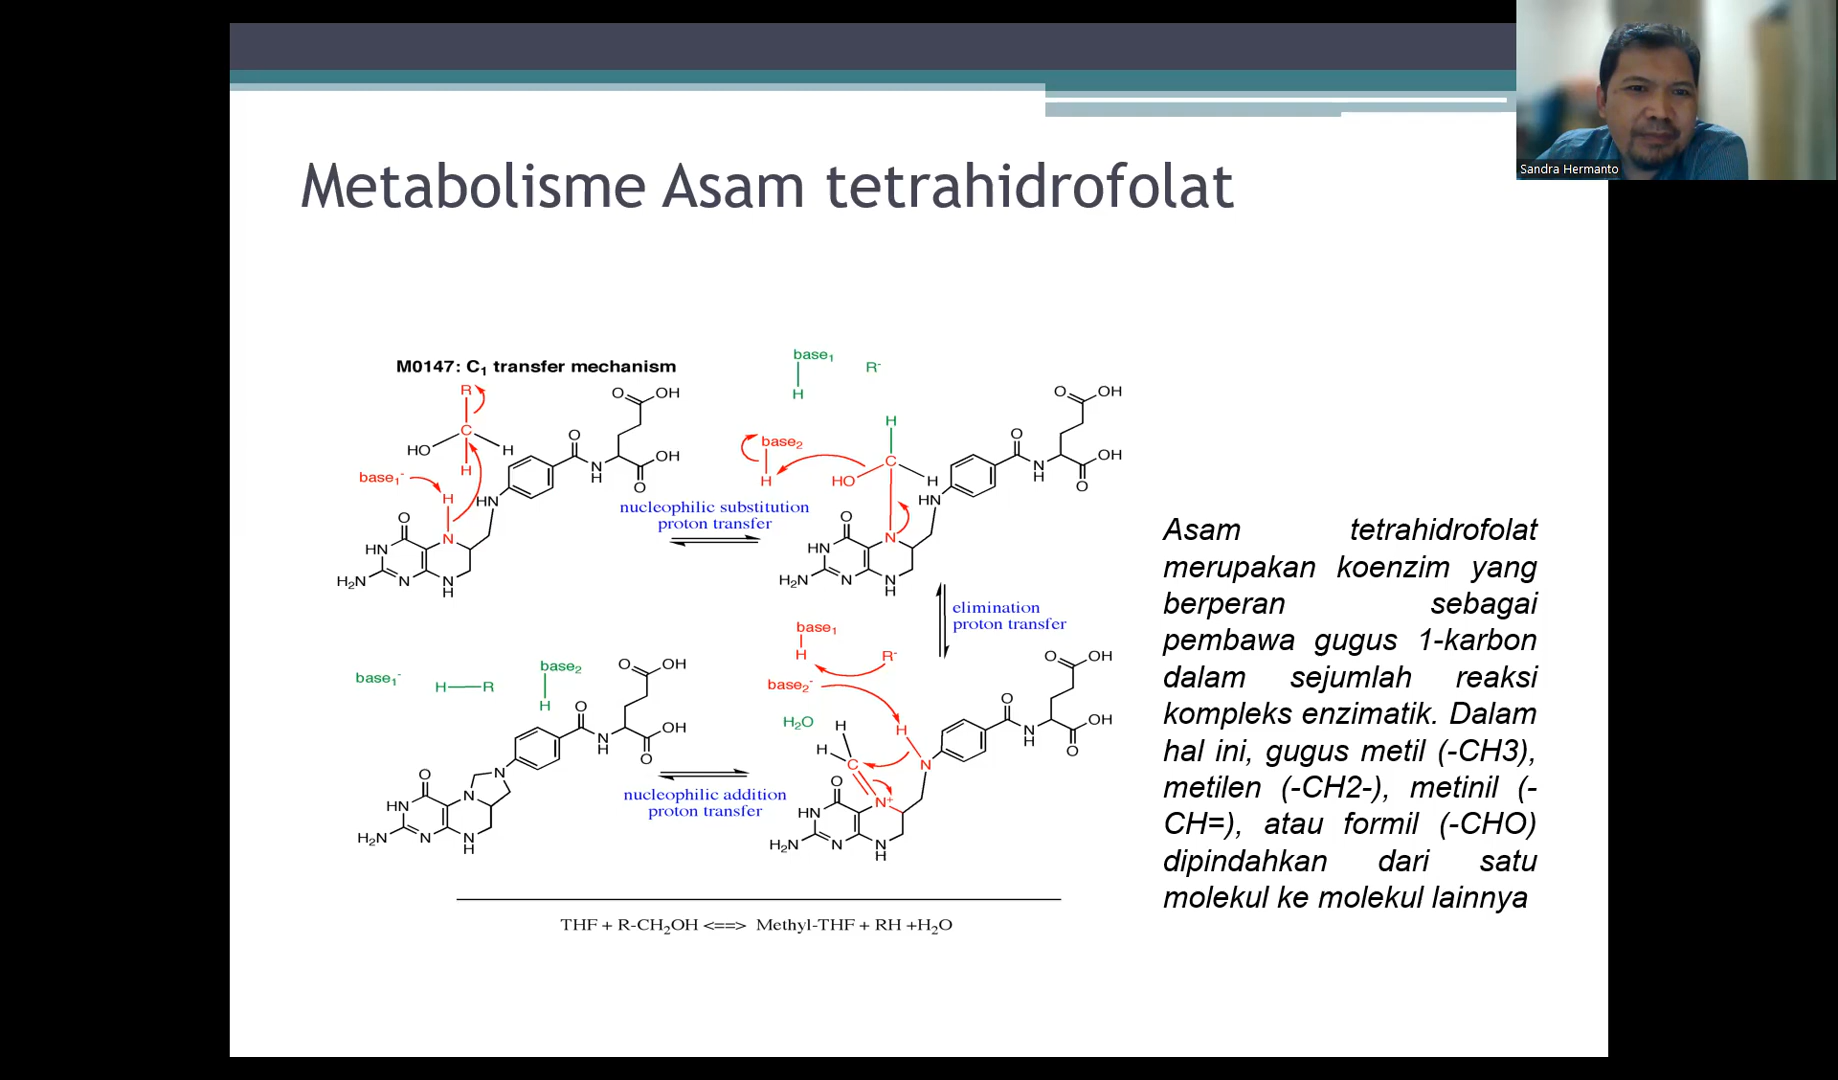 Sandra Hermanto
Metabolisme Asam tetrahidrofolat
M0147: C1 transfer mechanism
R
C
HO
H
H
base1-
H
HN
O
OH
O
N
H
OH
O
O
HN
N
H2N
N
N
H
nucleophilic substitution
proton transfer
base1
H
R-
H
base2
H
C
HO
H
HN
O
OH
O
N
H
OH
O
O
HN
N
H2N
N
N
H
elimination
proton transfer
base1
H
R-
base2-
H2O
H
H
C
H
N
N+
O
OH
O
N
H
OH
O
O
HN
H2N
N
N
H
nucleophilic addition
proton transfer
base1-
H
R
base2
H
O
OH
O
N
H
OH
O
N
N
O
HN
H2N
N
N
H
THF + R-CH2OH <==> Methyl-THF + RH +H2O
Asam tetrahidrofolat
merupakan koenzim yang
berperan sebagai
pembawa gugus 1-karbon
dalam sejumlah reaksi
kompleks enzimatik. Dalam
hal ini, gugus metil (-CH3),
metilen (-CH2-), metinil (-
CH=), atau formil (-CHO)
dipindahkan dari satu
molekul ke molekul lainnya